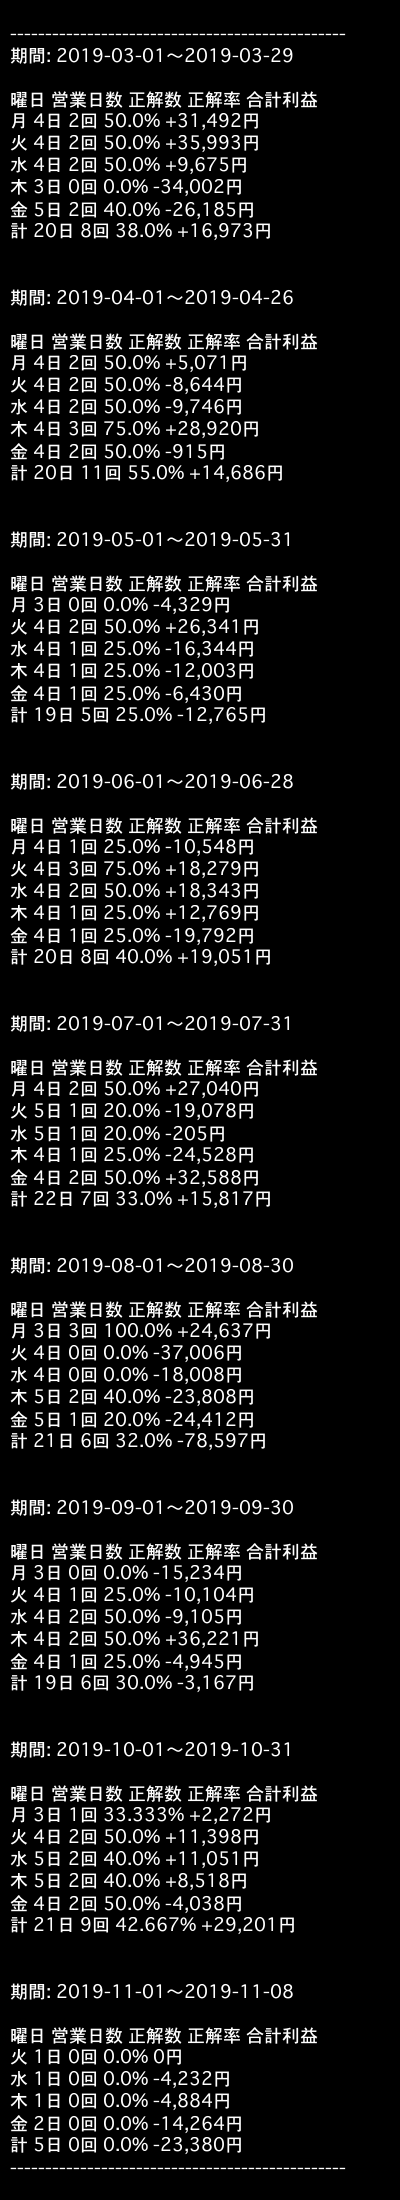 ------------------------------------------------
期間: 2019-03-01～2019-03-29
曜日 営業日数 正解数 正解率 合計利益
月 4日 2回 50.0% +31,492円
火 4日 2回 50.0% +35,993円
水 4日 2回 50.0% +9,675円
木 3日 0回 0.0% -34,002円
金 5日 2回 40.0% -26,185円
計 20日 8回 38.0% +16,973円
期間: 2019-04-01～2019-04-26
曜日 営業日数 正解数 正解率 合計利益
月 4日 2回 50.0% +5,071円
火 4日 2回 50.0% -8,644円
水 4日 2回 50.0% -9,746円
木 4日 3回 75.0% +28,920円
金 4日 2回 50.0% -915円
計 20日 11回 55.0% +14,686円
期間: 2019-05-01～2019-05-31
曜日 営業日数 正解数 正解率 合計利益
月 3日 0回 0.0% -4,329円
火 4日 2回 50.0% +26,341円
水 4日 1回 25.0% -16,344円
木 4日 1回 25.0% -12,003円
金 4日 1回 25.0% -6,430円
計 19日 5回 25.0% -12,765円
期間: 2019-06-01～2019-06-28
曜日 営業日数 正解数 正解率 合計利益
月 4日 1回 25.0% -10,548円
火 4日 3回 75.0% +18,279円
水 4日 2回 50.0% +18,343円
木 4日 1回 25.0% +12,769円
金 4日 1回 25.0% -19,792円
計 20日 8回 40.0% +19,051円
期間: 2019-07-01～2019-07-31
曜日 営業日数 正解数 正解率 合計利益
月 4日 2回 50.0% +27,040円
火 5日 1回 20.0% -19,078円
水 5日 1回 20.0% -205円
木 4日 1回 25.0% -24,528円
金 4日 2回 50.0% +32,588円
計 22日 7回 33.0% +15,817円
期間: 2019-08-01～2019-08-30
曜日 営業日数 正解数 正解率 合計利益
月 3日 3回 100.0% +24,637円
火 4日 0回 0.0% -37,006円
水 4日 0回 0.0% -18,008円
木 5日 2回 40.0% -23,808円
金 5日 1回 20.0% -24,412円
計 21日 6回 32.0% -78,597円
期間: 2019-09-01～2019-09-30
曜日 営業日数 正解数 正解率 合計利益
月 3日 0回 0.0% -15,234円
火 4日 1回 25.0% -10,104円
水 4日 2回 50.0% -9,105円
木 4日 2回 50.0% +36,221円
金 4日 1回 25.0% -4,945円
計 19日 6回 30.0% -3,167円
期間: 2019-10-01～2019-10-31
曜日 営業日数 正解数 正解率 合計利益
月 3日 1回 33.333% +2,272円
火 4日 2回 50.0% +11,398円
水 5日 2回 40.0% +11,051円
木 5日 2回 40.0% +8,518円
金 4日 2回 50.0% -4,038円
計 21日 9回 42.667% +29,201円
期間: 2019-11-01～2019-11-08
曜日 営業日数 正解数 正解率 合計利益
火 1日 0回 0.0% 0円
水 1日 0回 0.0% -4,232円
木 1日 0回 0.0% -4,884円
金 2日 0回 0.0% -14,264円
計 5日 0回 0.0% -23,380円
------------------------------------------------